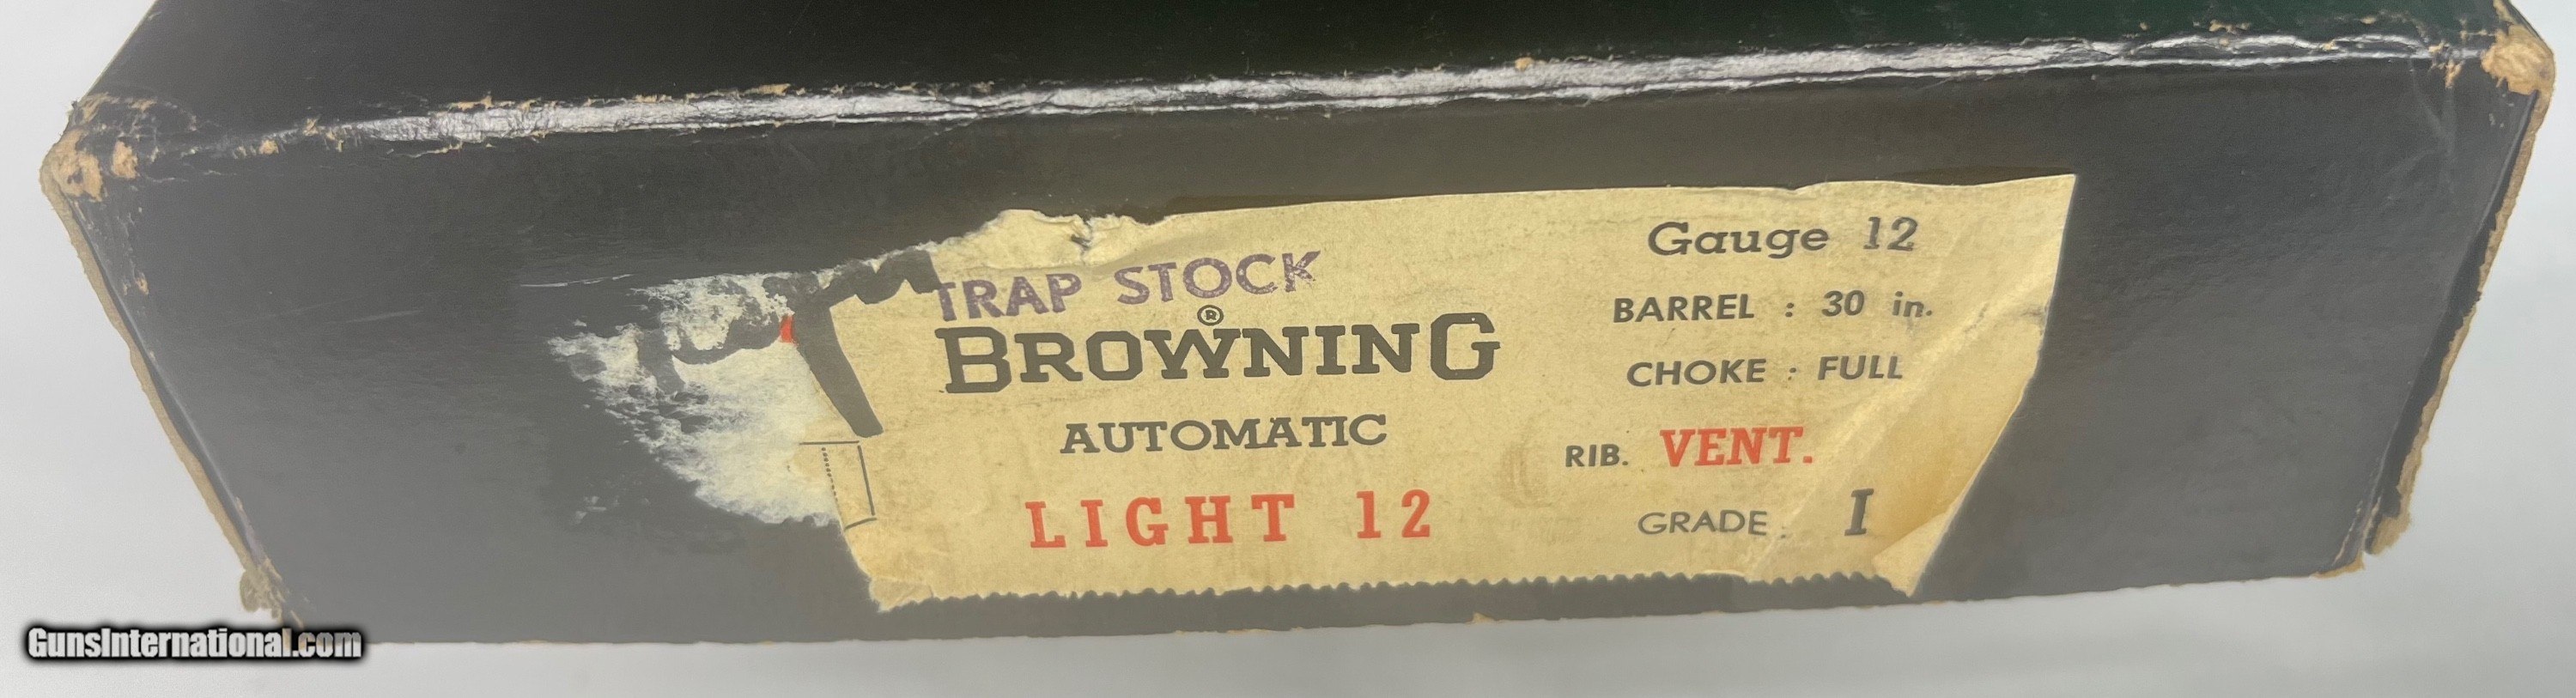 TRAP STOCK
BROWNING®
AUTOMATIC
LIGHT 12
Gauge 12
BARREL : 30 in.
CHOKE : FULL
RIB. VENT.
GRADE : I
GunsInternational.com